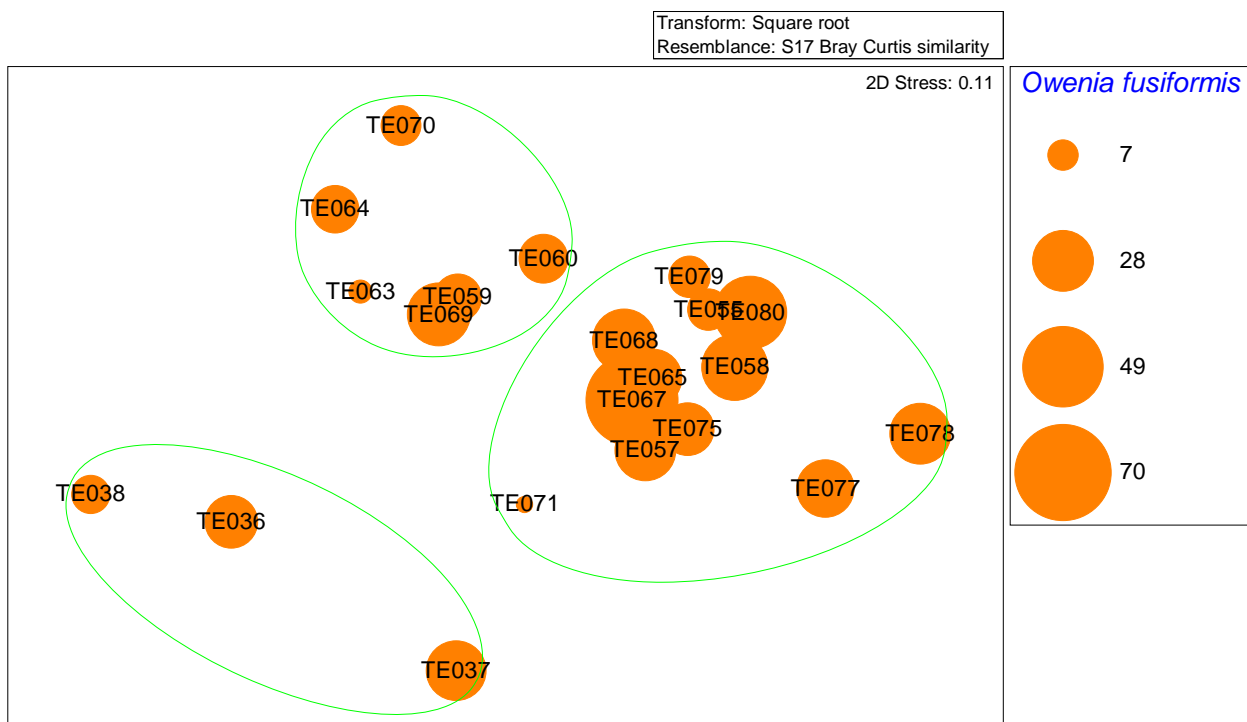 Transform: Square root
Resemblance: S17 Bray Curtis similarity
2D Stress: 0.11
Owenia fusiformis
7
28
49
70
TE070
TE064
TE060
TE063
TE059
TE069
TE079
TE055
TE080
TE068
TE058
TE065
TE067
TE075
TE057
TE078
TE077
TE071
TE038
TE036
TE037